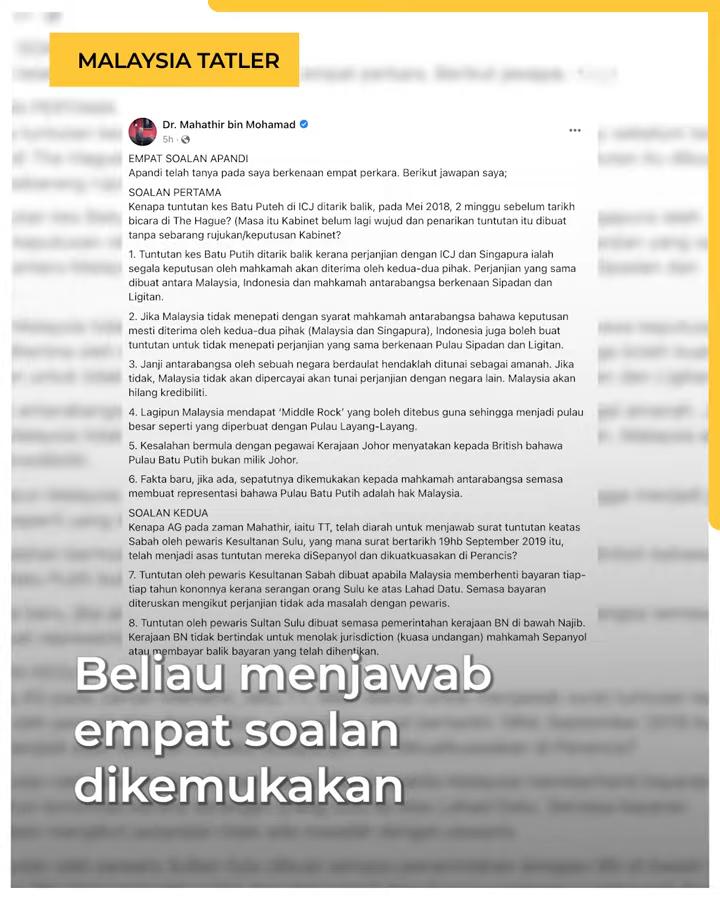 MALAYSIA TATLER
Dr. Mahathir bin Mohamad
5h
EMPAT SOALAN APANDI
Apandi telah tanya pada saya berkenaan empat perkara. Berikut jawapan saya;
SOALAN PERTAMA
Kenapa tuntutan kes Batu Puteh di ICJ ditarik balik, pada Mei 2018, 2 minggu sebelum tarikh
bicara di The Hague? (Masa itu Kabinet belum lagi wujud dan penarikan tuntutan itu dibuat
tanpa sebarang rujukan/keputusan Kabinet?
1. Tuntutan kes Batu Putih ditarik balik kerana perjanjian dengan ICJ dan Singapura ialah
segala keputusan oleh mahkamah akan diterima oleh kedua-dua pihak. Perjanjian yang sama
dibuat antara Malaysia, Indonesia dan mahkamah antarabangsa berkenaan Sipadan dan
Ligitan.
2. Jika Malaysia tidak menepati dengan syarat mahkamah antarabangsa bahawa keputusan
mesti diterima oleh kedua-dua pihak (Malaysia dan Singapura), Indonesia juga boleh buat
tuntutan untuk tidak menepati perjanjian yang sama berkenaan Pulau Sipadan dan Ligitan.
3. Janji antarabangsa oleh sebuah negara berdaulat hendaklah ditunai sebagai amanah. Jika
tidak, Malaysia tidak akan dipercayai akan tunai perjanjian dengan negara lain. Malaysia akan
hilang kredibiliti.
4. Lagipun Malaysia mendapat ‘Middle Rock’ yang boleh ditebus guna sehingga menjadi pulau
besar seperti yang diperbuat dengan Pulau Layang-Layang.
5. Kesalahan bermula dengan pegawai Kerajaan Johor menyatakan kepada British bahawa
Pulau Batu Putih bukan milik Johor.
6. Fakta baru, jika ada, sepatutnya dikemukakan kepada mahkamah antarabangsa semasa
membuat representasi bahawa Pulau Batu Putih adalah hak Malaysia.
SOALAN KEDUA
Kenapa AG pada zaman Mahathir, iaitu TT, telah diarah untuk menjawab surat tuntutan keatas
Sabah oleh pewaris Kesultanan Sulu, yang mana surat bertarikh 19hb September 2019 itu,
telah menjadi asas tuntutan mereka diSepanyol dan dikuatkuasakan di Perancis?
7. Tuntutan oleh pewaris Kesultanan Sabah dibuat apabila Malaysia memberhenti bayaran tiap-
tiap tahun kononnya kerana serangan orang Sulu ke atas Lahad Datu. Semasa bayaran
diteruskan mengikut perjanjian tidak ada masalah dengan pewaris.
8. Tuntutan oleh pewaris Sultan Sulu dibuat semasa pemerintahan kerajaan BN di bawah Najib.
Kerajaan BN tidak bertindak untuk menolak jurisdiction (kuasa undangan) mahkamah Sepanyol
atau membayar balik bayaran yang telah dihentikan.
Beliau menjawab
empat soalan
dikemukakan